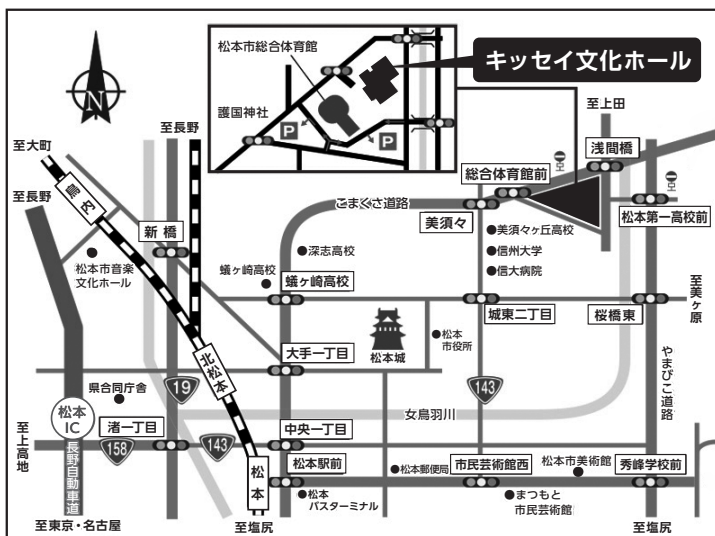 松本市総合体育館
キッセイ文化ホール
護国神社
P
P
N
至大町
至長野
至長野
至上田
浅間橋
総合体育館前
松本第一高校前
こまくさ道路
美須々
島内
新橋
松本市音楽
文化ホール
深志高校
蟻ヶ崎高校
蟻ヶ崎高校
美須々ヶ丘高校
信州大学
信大病院
至美ヶ原
城東二丁目
桜橋東
松本城
松本
市役所
大手一丁目
北松本
やまびこ道路
県合同庁舎
19
143
女鳥羽川
松本
IC
渚一丁目
158
143
中央一丁目
至上高地
長野自動車道
松本
松本駅前
松本郵便局
市民芸術館西
松本市美術館
秀峰学校前
松本
バスターミナル
まつもと
市民芸術館
至東京・名古屋
至塩尻
至塩尻